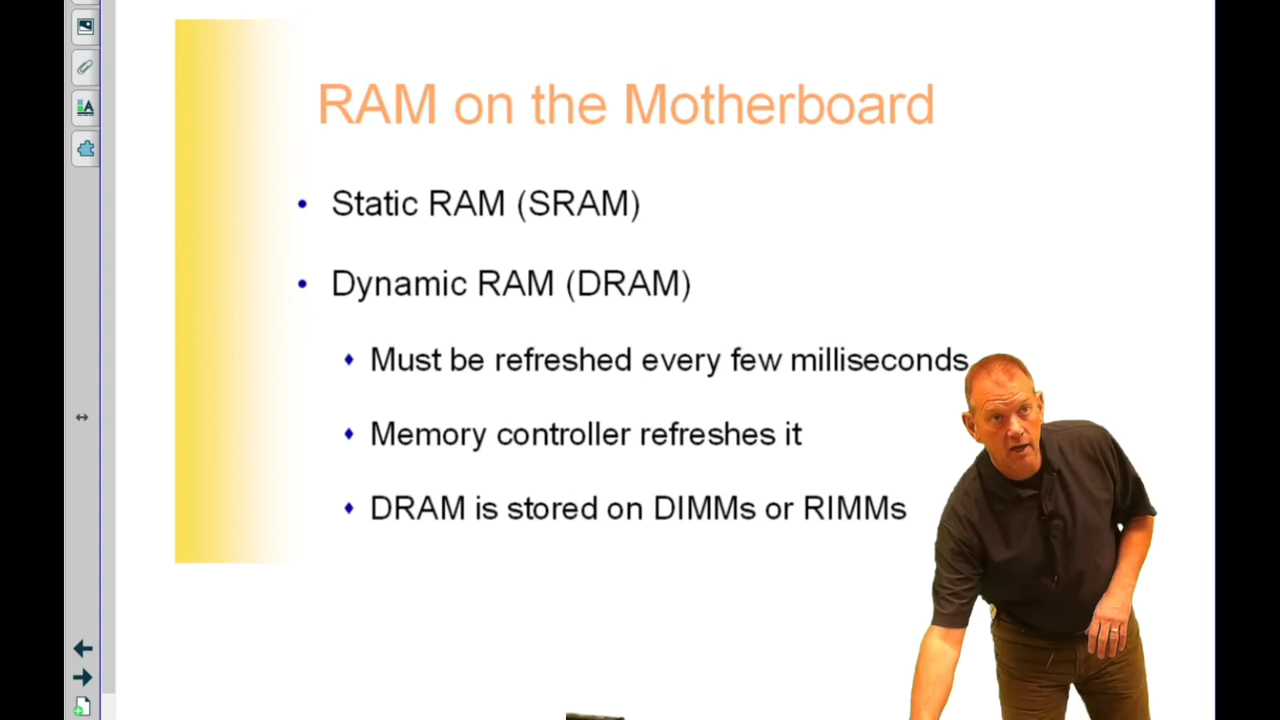 RAM on the Motherboard
• Static RAM (SRAM)
• Dynamic RAM (DRAM)
♦ Must be refreshed every few milliseconds
♦ Memory controller refreshes it
♦ DRAM is stored on DIMMs or RIMMs